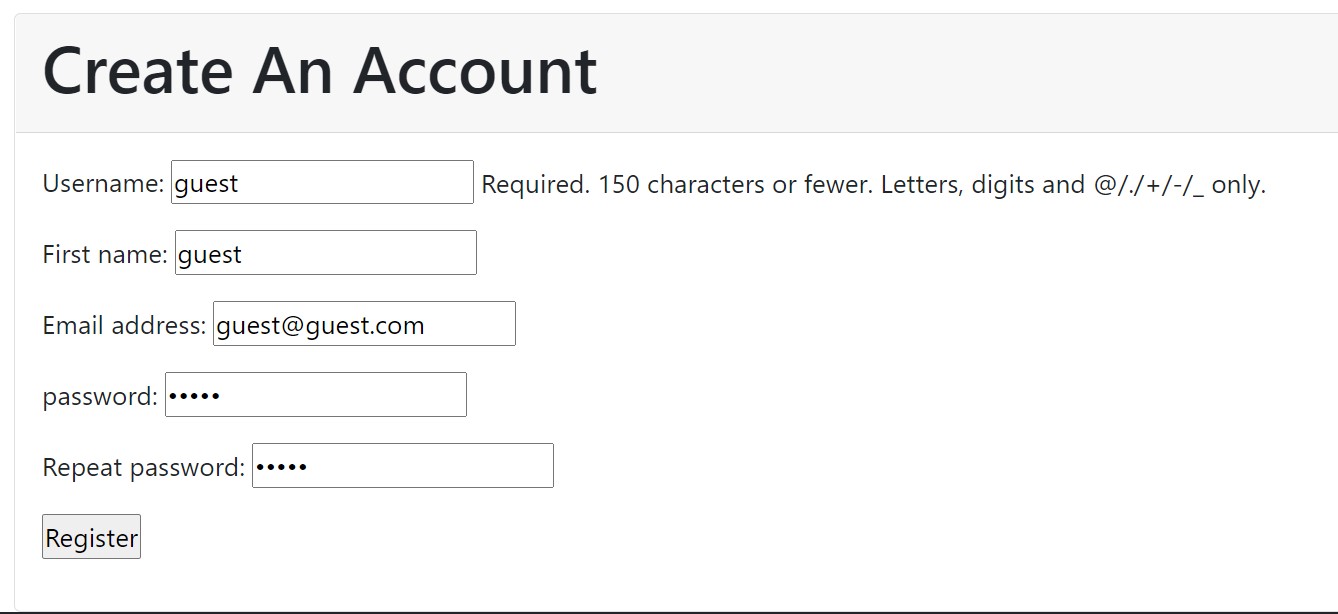 Create An Account
Username: guest Required. 150 characters or fewer. Letters, digits and @/./+/-/_ only.
First name: guest
Email address: guest@guest.com
password: •••••
Repeat password: •••••
Register